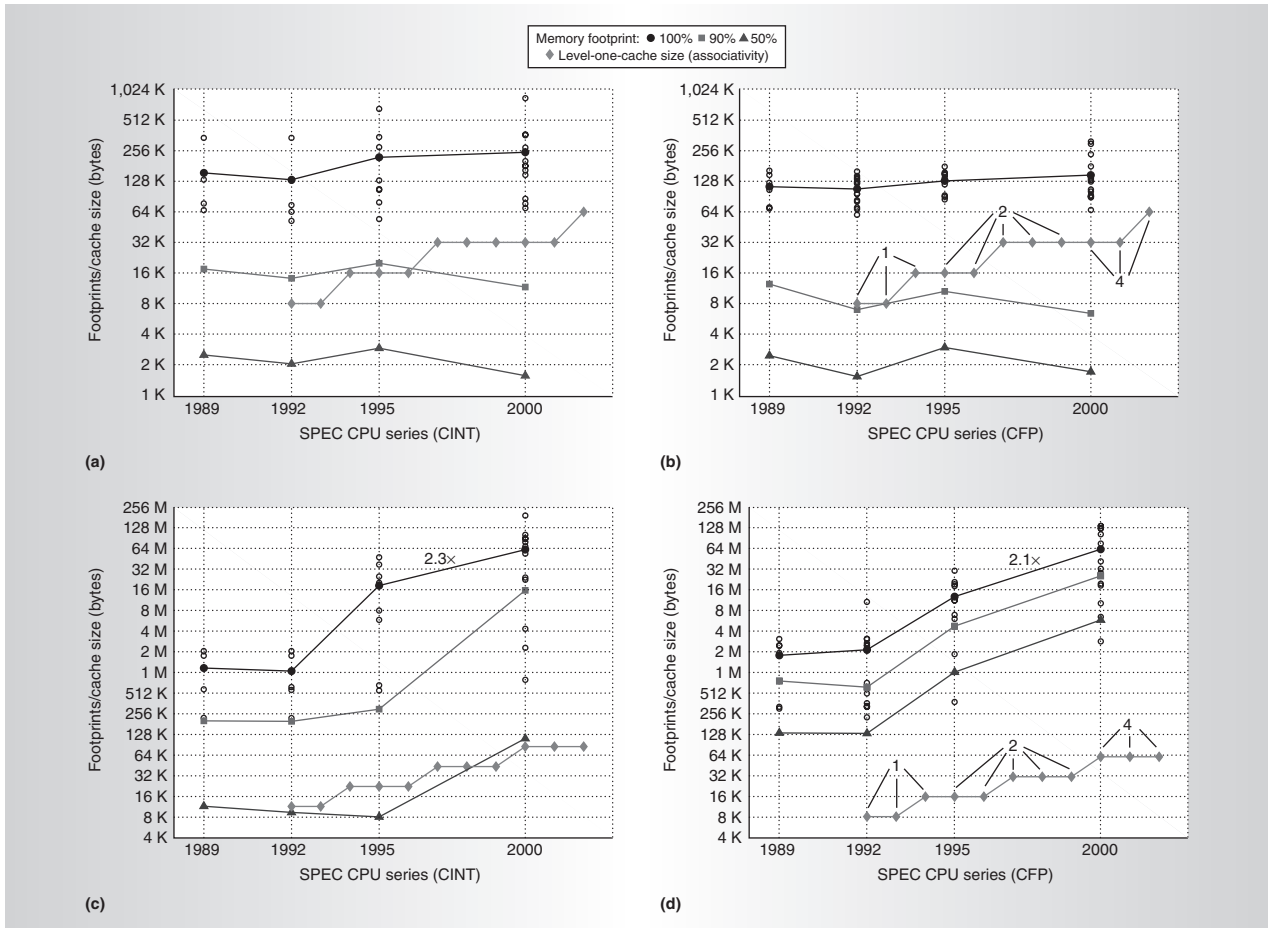 Memory footprint: ● 100% ■ 90% ▲ 50%
◆ Level-one-cache size (associativity)
Footprints/cache size (bytes)
1,024 K
512 K
256 K
128 K
64 K
32 K
16 K
8 K
4 K
2 K
1 K
1989
1992
1995
2000
SPEC CPU series (CINT)
(a)
Footprints/cache size (bytes)
1,024 K
512 K
256 K
128 K
64 K
32 K
16 K
8 K
4 K
2 K
1 K
1
2
4
1989
1992
1995
2000
SPEC CPU series (CFP)
(b)
Footprints/cache size (bytes)
256 M
128 M
64 M
32 M
16 M
8 M
4 M
2 M
1 M
512 K
256 K
128 K
64 K
32 K
16 K
8 K
4 K
2.3×
1989
1992
1995
2000
SPEC CPU series (CINT)
(c)
Footprints/cache size (bytes)
256 M
128 M
64 M
32 M
16 M
8 M
4 M
2 M
1 M
512 K
256 K
128 K
64 K
32 K
16 K
8 K
4 K
2.1×
1
2
4
1989
1992
1995
2000
SPEC CPU series (CFP)
(d)